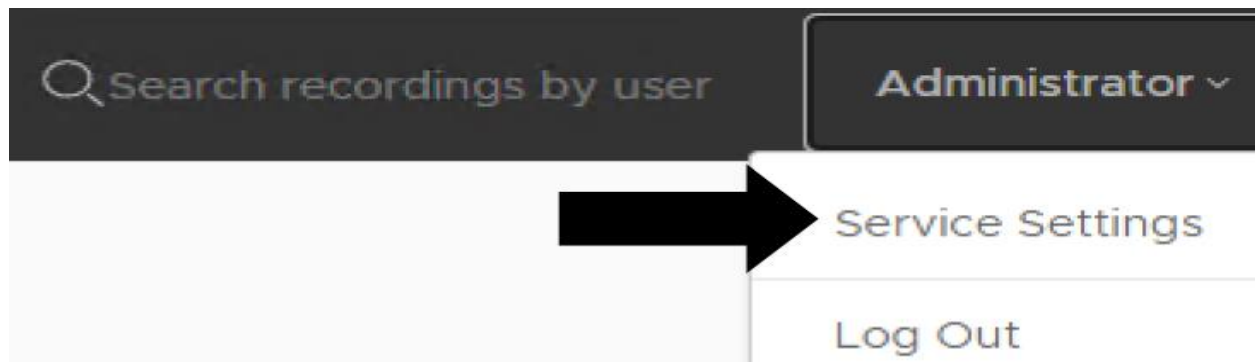 Search recordings by user
Administrator
Service Settings
Log Out